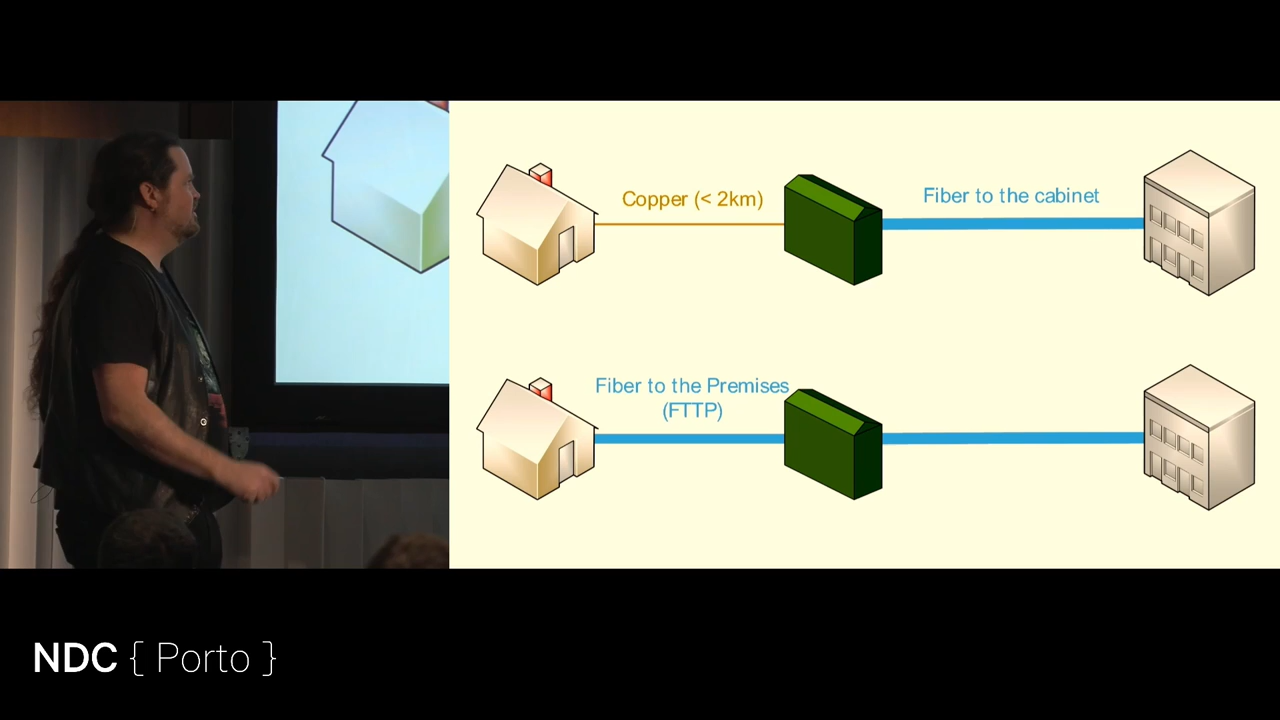 Copper (< 2km)
Fiber to the cabinet
Fiber to the Premises
(FTTP)
NDC { Porto }